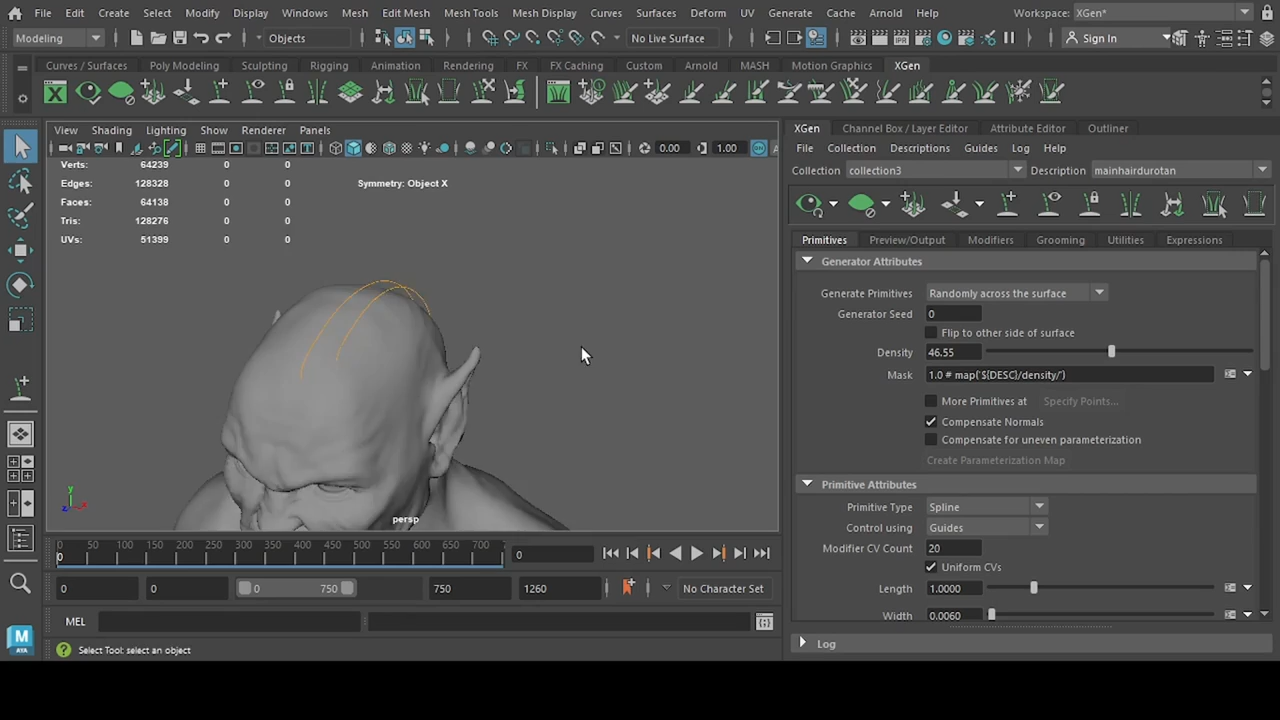 File Edit Create Select Modify Display Windows Mesh Edit Mesh Mesh Tools Mesh Display Curves Surfaces Deform UV Generate Cache Arnold Help Workspace: XGen*
Modeling Objects No Live Surface Sign In
Curves / Surfaces Poly Modeling Sculpting Rigging Animation Rendering FX FX Caching Custom Arnold MASH Motion Graphics XGen
View Shading Lighting Show Renderer Panels
0.00 1.00
Verts: 64239 0 0
Edges: 128328 0 0
Faces: 64138 0 0
Tris: 128276 0 0
UVs: 51399 0 0
Symmetry: Object X
persp
y
x
z
XGen Channel Box / Layer Editor Attribute Editor Outliner
File Collection Descriptions Guides Log Help
Collection collection3 Description mainhairdurotan
Primitives Preview/Output Modifiers Grooming Utilities Expressions
Generator Attributes
Generate Primitives Randomly across the surface
Generator Seed 0
Flip to other side of surface
Density 46.55
Mask 1.0 # map('${DESC}/density/')
More Primitives at Specify Points...
Compensate Normals
Compensate for uneven parameterization
Create Parameterization Map
Primitive Attributes
Primitive Type Spline
Control using Guides
Modifier CV Count 20
Uniform CVs
Length 1.0000
Width 0.0060
Log
0 50 100 150 200 250 300 350 400 450 500 550 600 650 700
0 0
0 0 0 750 750 1260 No Character Set
MEL
M
AYA
Select Tool: select an object